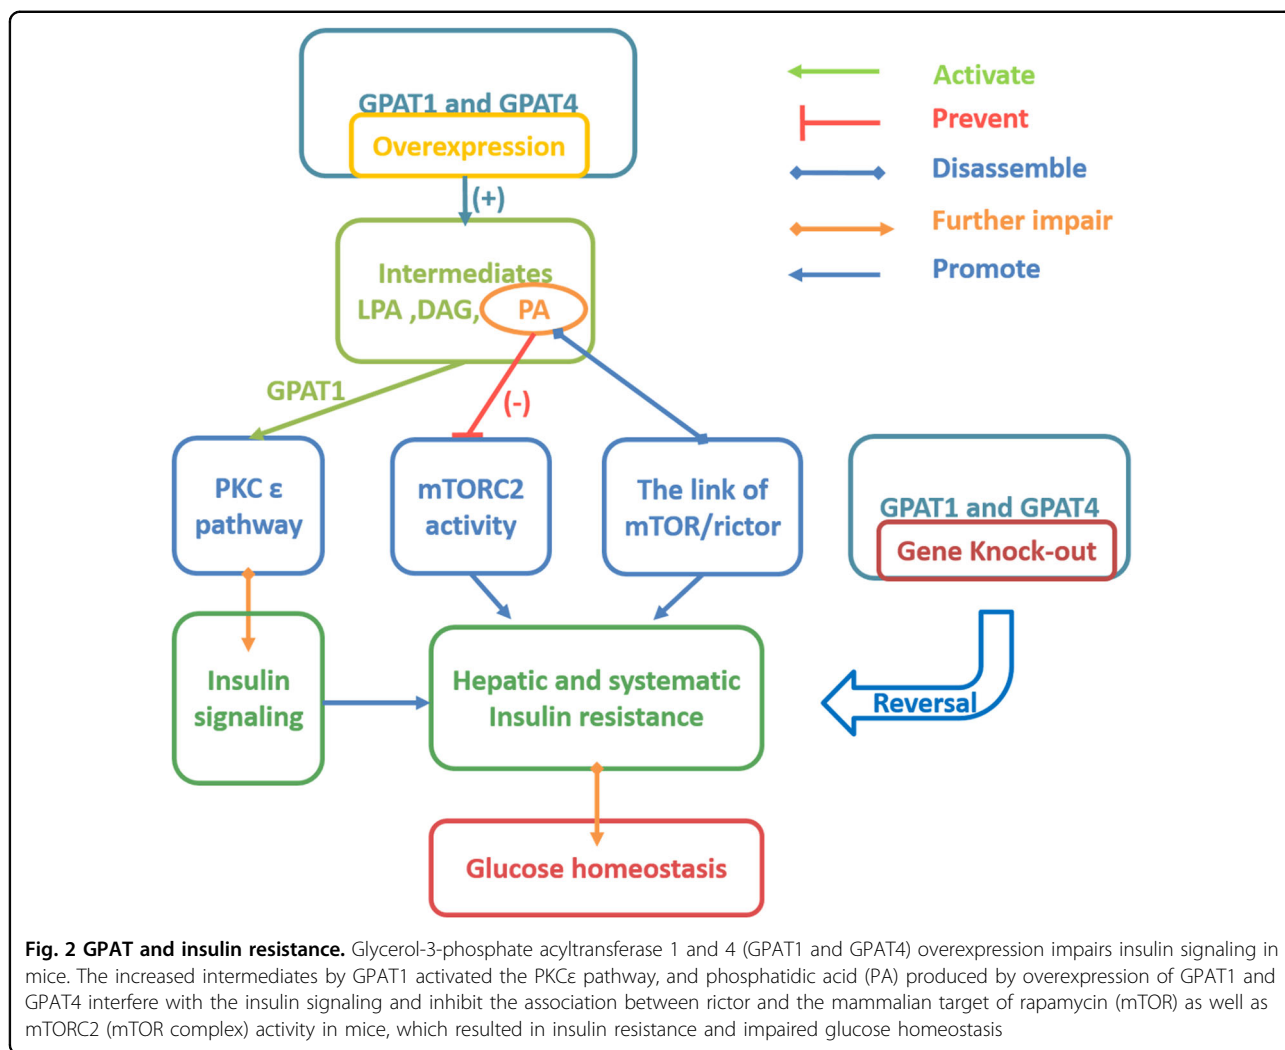 GPAT1 and GPAT4
Overexpression
(+)
Intermediates
LPA ,DAG, PA
GPAT1
(-)
PKC ε
pathway
mTORC2
activity
The link of
mTOR/rictor
Insulin
signaling
Hepatic and systematic
Insulin resistance
Glucose homeostasis
Activate
Prevent
Disassemble
Further impair
Promote
GPAT1 and GPAT4
Gene Knock-out
Reversal
Fig. 2 GPAT and insulin resistance. Glycerol-3-phosphate acyltransferase 1 and 4 (GPAT1 and GPAT4) overexpression impairs insulin signaling in
mice. The increased intermediates by GPAT1 activated the PKCε pathway, and phosphatidic acid (PA) produced by overexpression of GPAT1 and
GPAT4 interfere with the insulin signaling and inhibit the association between rictor and the mammalian target of rapamycin (mTOR) as well as
mTORC2 (mTOR complex) activity in mice, which resulted in insulin resistance and impaired glucose homeostasis